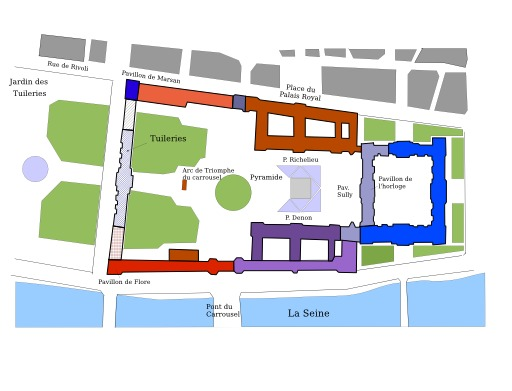 Rue de Rivoli
Pavillon de Marsan
Jardin des
Tuileries
Place du
Palais Royal
Tuileries
P. Richelieu
Arc de Triomphe
du carrousel
Pyramide
Pavillon de
l'horloge
Pav.
Sully
P. Denon
Pavillon de Flore
Pont du
Carrousel
La Seine